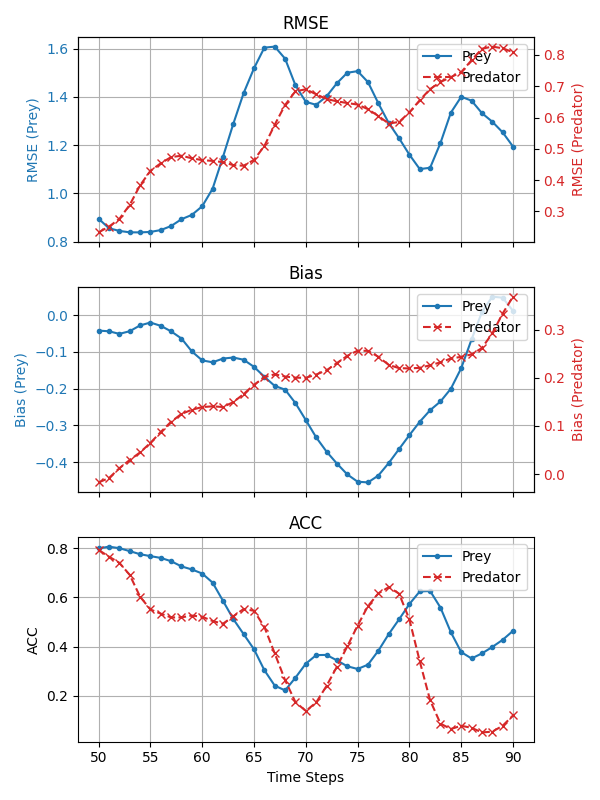 RMSE
1.6
1.4
1.2
1.0
0.8
RMSE (Prey)
Prey
Predator
0.8
0.7
0.6
0.5
0.4
0.3
RMSE (Predator)
Bias
0.0
−0.1
−0.2
−0.3
−0.4
Bias (Prey)
Prey
Predator
0.3
0.2
0.1
0.0
Bias (Predator)
ACC
0.8
0.6
0.4
0.2
ACC
Prey
Predator
50 55 60 65 70 75 80 85 90
Time Steps